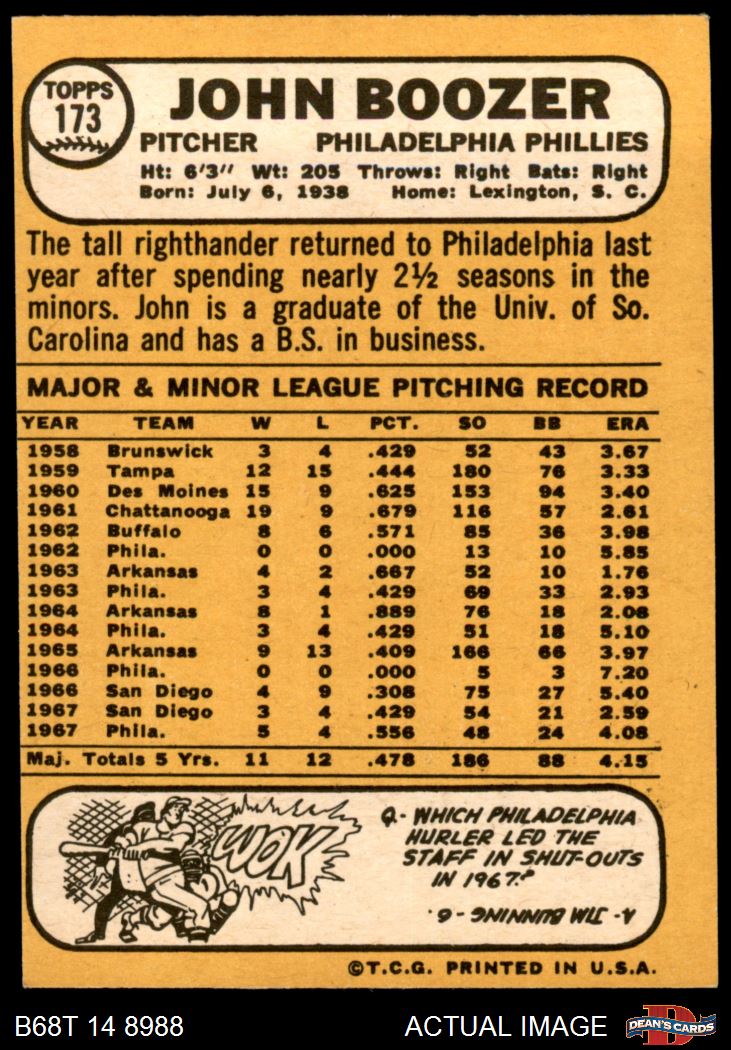 TOPPS
173
JOHN BOOZER
PITCHER PHILADELPHIA PHILLIES
Ht: 6'3" Wt: 205 Throws: Right Bats: Right
Born: July 6, 1938 Home: Lexington, S. C.
The tall righthander returned to Philadelphia last
year after spending nearly 2½ seasons in the
minors. John is a graduate of the Univ. of So.
Carolina and has a B.S. in business.
MAJOR & MINOR LEAGUE PITCHING RECORD
YEAR TEAM W L PCT. SO BB ERA
1958 Brunswick 3 4 .429 52 43 3.67
1959 Tampa 12 15 .444 180 76 3.33
1960 Des Moines 15 9 .625 153 94 3.40
1961 Chattanooga 19 9 .679 116 57 2.61
1962 Buffalo 8 6 .571 85 36 3.98
1962 Phila. 0 0 .000 13 10 5.85
1963 Arkansas 4 2 .667 52 10 1.76
1963 Phila. 3 4 .429 69 33 2.93
1964 Arkansas 8 1 .889 76 18 2.08
1964 Phila. 3 4 .429 51 18 5.10
1965 Arkansas 9 13 .409 166 66 3.97
1966 Phila. 0 0 .000 5 3 7.20
1966 San Diego 4 9 .308 75 27 5.40
1967 San Diego 3 4 .429 54 21 2.59
1967 Phila. 5 4 .556 48 24 4.08
Maj. Totals 5 Yrs. 11 12 .478 186 88 4.15
WOK
Q- WHICH PHILADELPHIA
HURLER LED THE
STAFF IN SHUT-OUTS
IN 1967?
A- JIM BUNNING - 6.
©T.C.G. PRINTED IN U.S.A.
B68T 14 8988 ACTUAL IMAGE DEAN'S CARDS